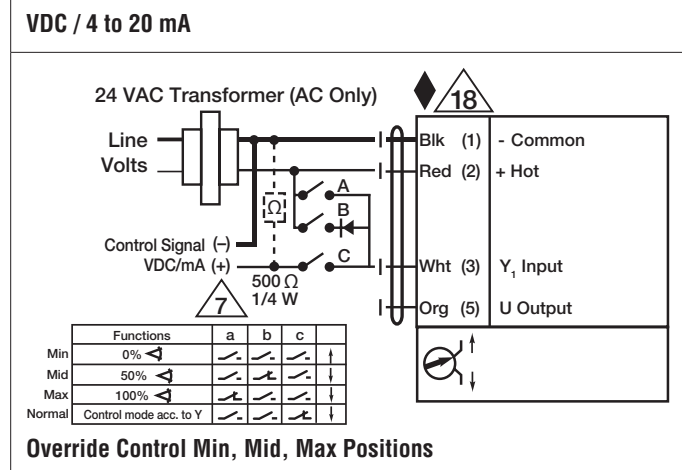 VDC / 4 to 20 mA
24 VAC Transformer (AC Only)
18
Line
Volts
Blk (1) - Common
Red (2) + Hot
A
Ω
B
Control Signal (–)
VDC/mA (+)
C
Wht (3) Y1 Input
500 Ω
1/4 W
7
Org (5) U Output
Functions a b c
Min 0%
Mid 50%
Max 100%
Normal Control mode acc. to Y
Override Control Min, Mid, Max Positions